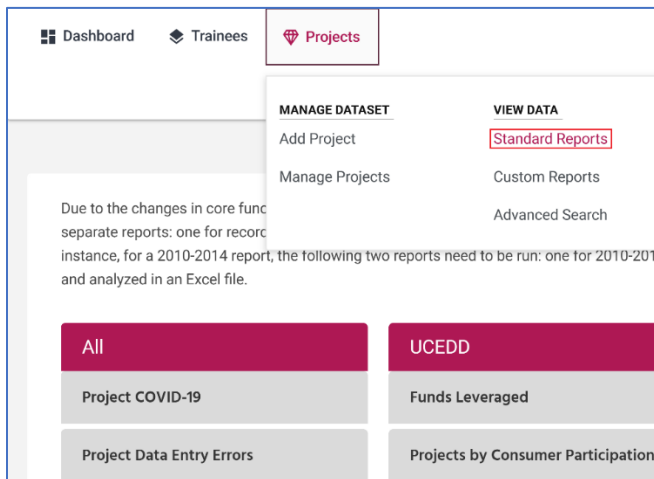 Dashboard Trainees Projects
MANAGE DATASET VIEW DATA
Add Project Standard Reports
Manage Projects Custom Reports
Advanced Search
Due to the changes in core func
separate reports: one for record
instance, for a 2010-2014 report, the following two reports need to be run: one for 2010-201
and analyzed in an Excel file.
All UCEDD
Project COVID-19 Funds Leveraged
Project Data Entry Errors Projects by Consumer Participation